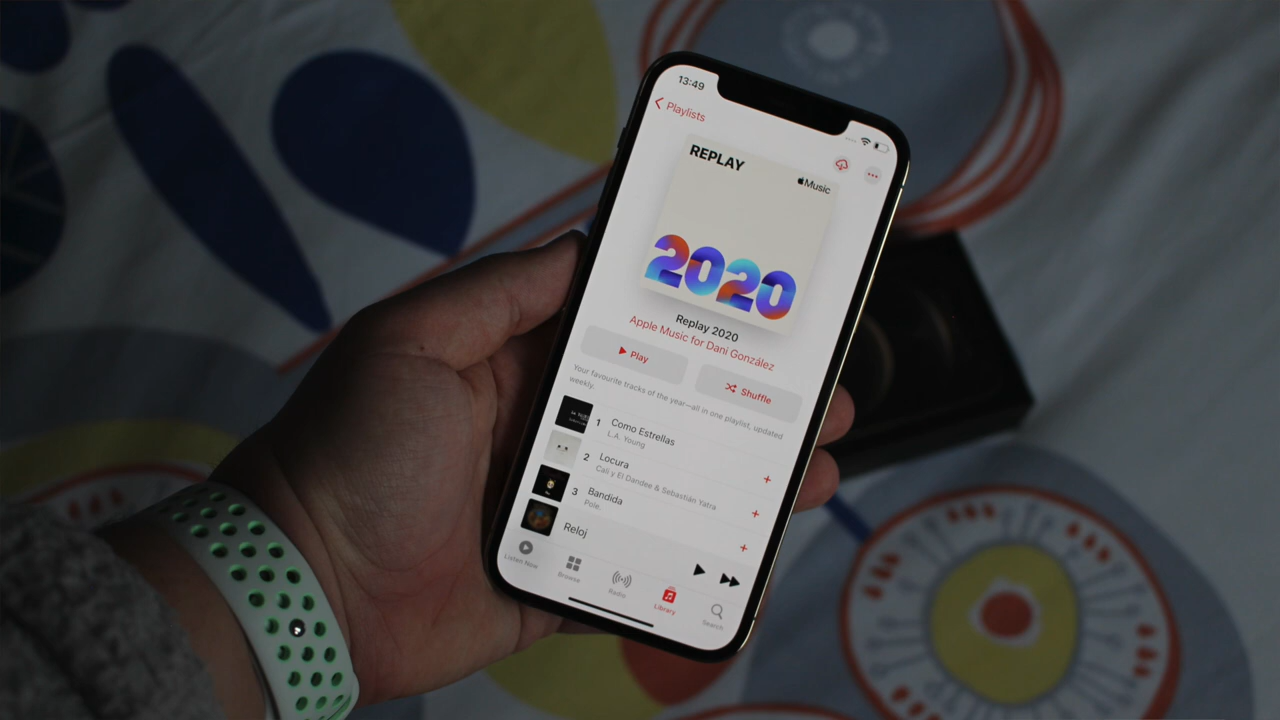 13:49
Playlists
REPLAY
Music
2020
Replay 2020
Apple Music for Dani González
Play
Shuffle
Your favourite tracks of the year—all in one playlist, updated
weekly.
1 Como Estrellas
L.A. Young
2 Locura
Cali y El Dandee & Sebastián Yatra
3 Bandida
Pole.
Reloj
Listen Now
Browse
Radio
Library
Search